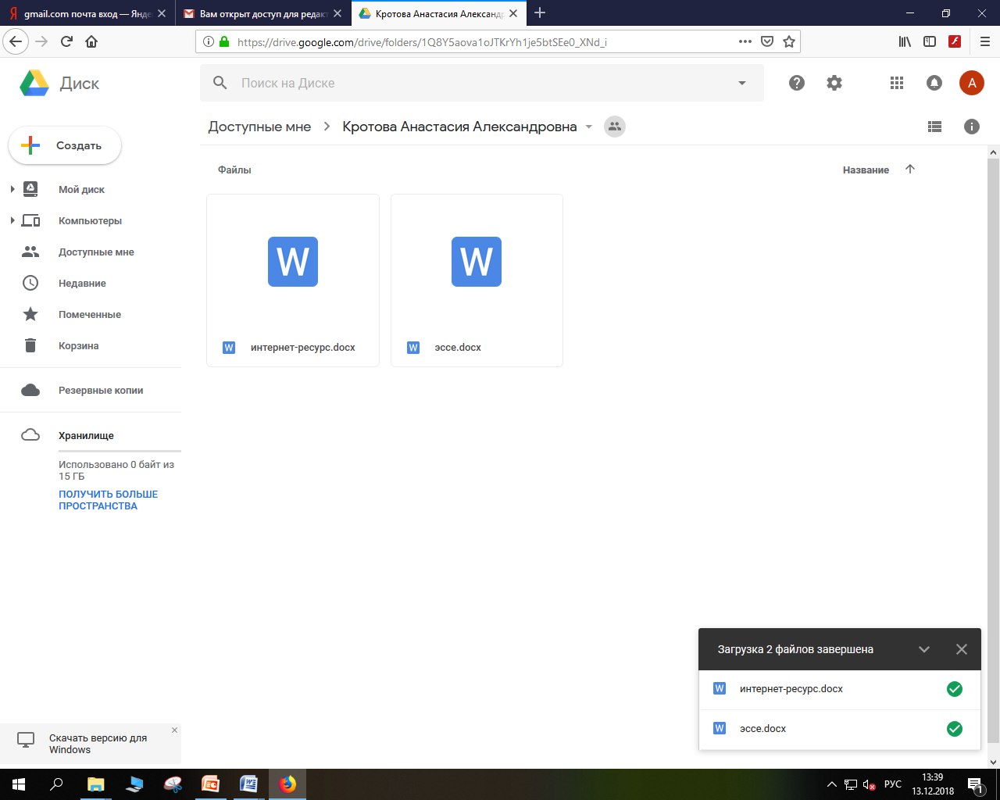 gmail.com почта вход — Янде
Вам открыт доступ для редакт
Кротова Анастасия Александр
https://drive.google.com/drive/folders/1Q8Y5aova1oJTKrYh1je5btSEe0_XNd_i
Диск
Поиск на Диске
А
Доступные мне
Кротова Анастасия Александровна
Создать
Мой диск
Компьютеры
Доступные мне
Недавние
Помеченные
Корзина
Резервные копии
Хранилище
Использовано 0 байт из
15 ГБ
ПОЛУЧИТЬ БОЛЬШЕ
ПРОСТРАНСТВА
Файлы
Название
W
W
W интернет-ресурс.docx
W эссе.docx
Загрузка 2 файлов завершена
W интернет-ресурс.docx
W эссе.docx
Скачать версию для
Windows
РУС
13:39
13.12.2018
1